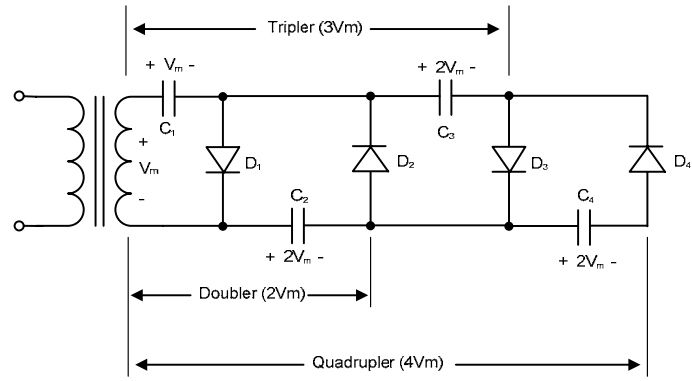 Tripler (3Vm)
+ Vm -
+ 2Vm -
C1
C3
+
Vm
-
D1
D2
D3
D4
C2
C4
+ 2Vm -
+ 2Vm -
Doubler (2Vm)
Quadrupler (4Vm)